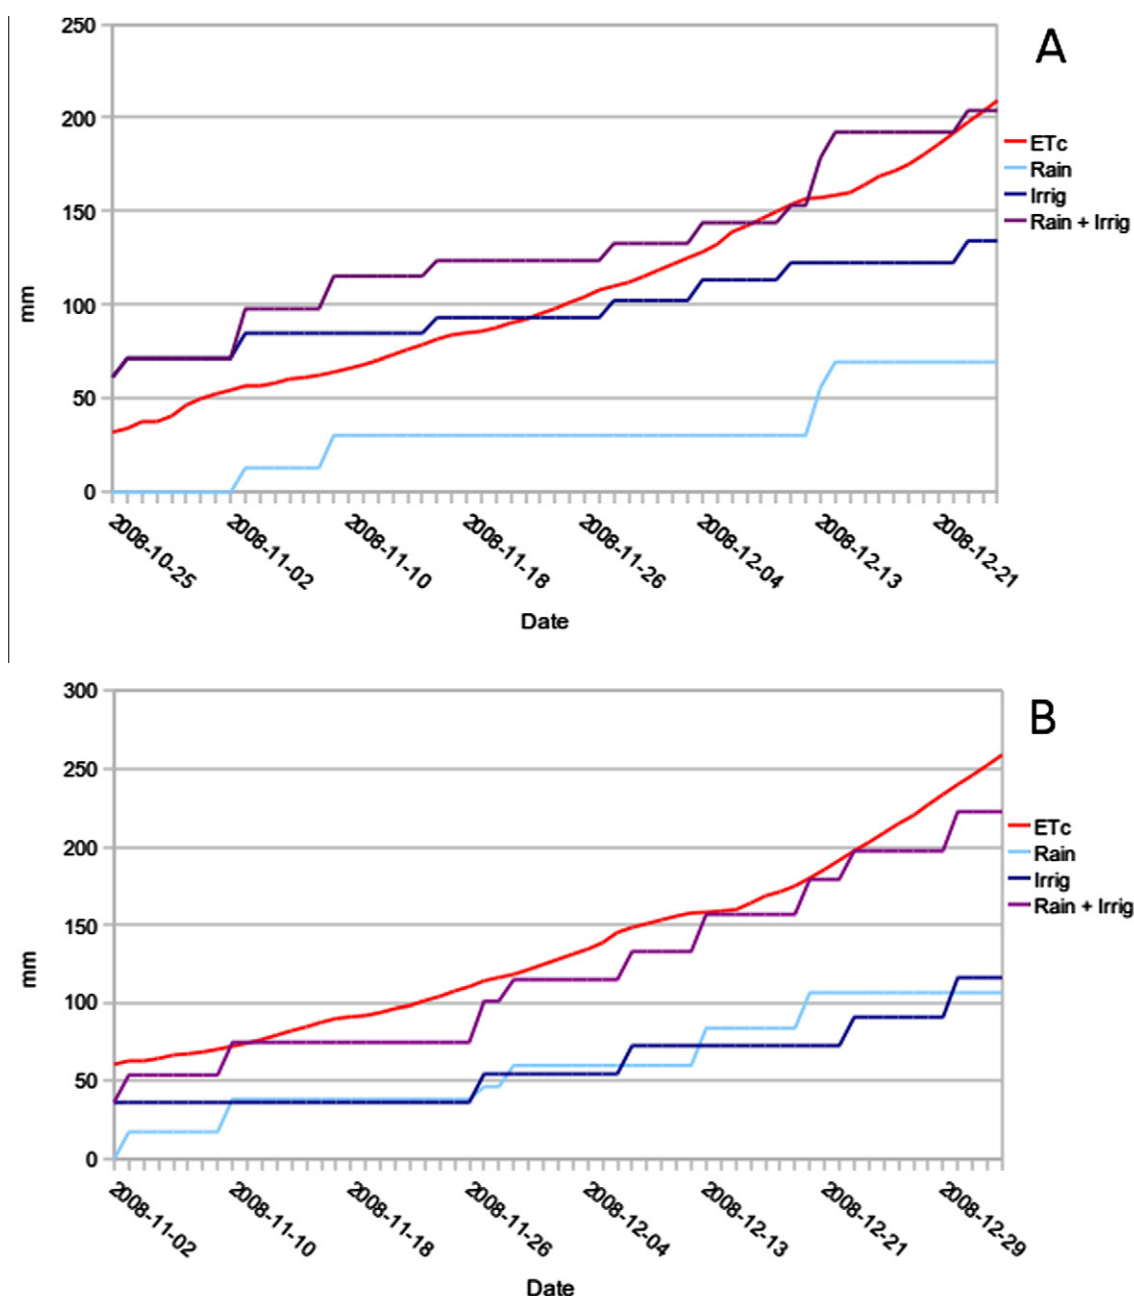 A
250
200
150
100
50
0
mm
ETc
Rain
Irrig
Rain + Irrig
2008-10-25
2008-11-02
2008-11-10
2008-11-18
2008-11-26
2008-12-04
2008-12-13
2008-12-21
Date
B
300
250
200
150
100
50
0
mm
ETc
Rain
Irrig
Rain + Irrig
2008-11-02
2008-11-10
2008-11-18
2008-11-26
2008-12-04
2008-12-13
2008-12-21
2008-12-29
Date